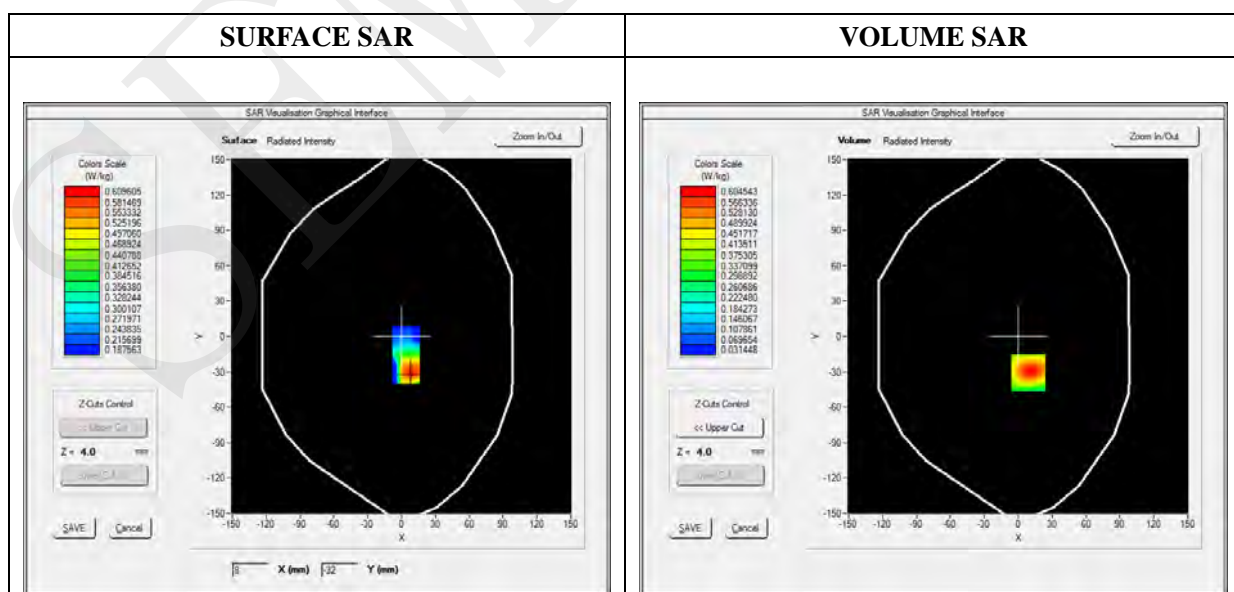 SURFACE SAR
SAR Visualisation Graphical Interface
Surface Radiated Intensity
Zoom In/Out
Colors Scale
(W/kg)
0.609605
0.581469
0.553332
0.525196
0.497060
0.468924
0.440788
0.412652
0.384516
0.356380
0.328244
0.300107
0.271971
0.243835
0.215699
0.187563
Z-Cuts Control
<< Upper Cut
Z = 4.0 mm
SAVE
Cancel
150
120
90
60
30
0
-30
-60
-90
-120
-150
Y
-150 -120 -90 -60 -30 0 30 60 90 120 150
X
8 X (mm) -32 Y (mm)
VOLUME SAR
SAR Visualisation Graphical Interface
Volume Radiated Intensity
Zoom In/Out
Colors Scale
(W/kg)
0.604543
0.566336
0.528130
0.489924
0.451717
0.413511
0.375305
0.337099
0.298892
0.260686
0.222480
0.184273
0.146067
0.107861
0.069654
0.031448
Z-Cuts Control
<< Upper Cut
Z = 4.0 mm
SAVE
Cancel
150
120
90
60
30
0
-30
-60
-90
-120
-150
Y
-150 -120 -90 -60 -30 0 30 60 90 120 150
X